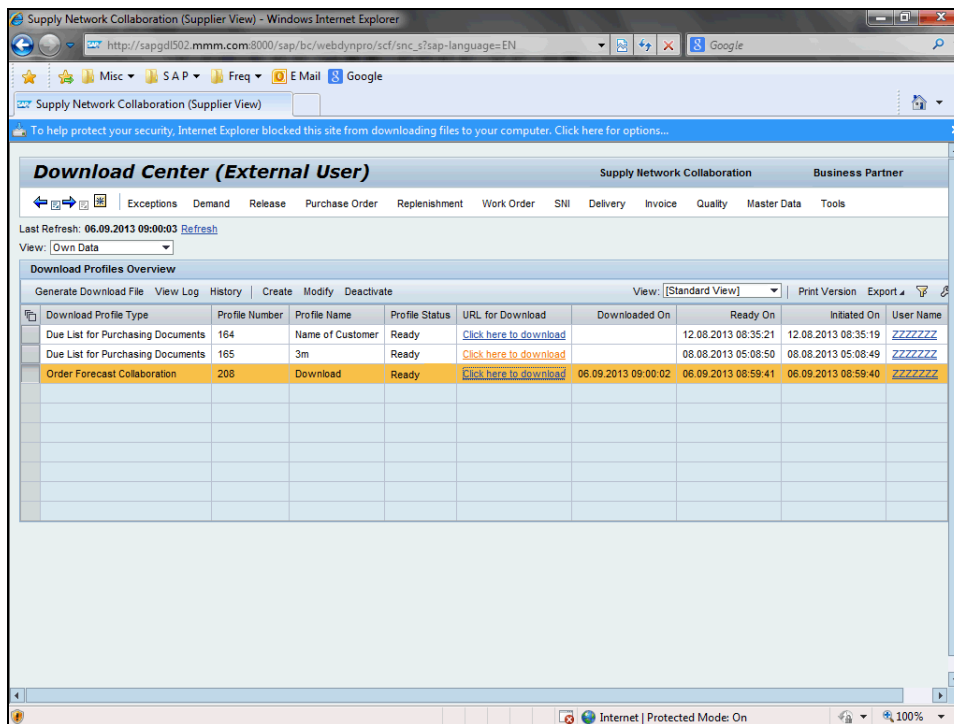 Supply Network Collaboration (Supplier View) - Windows Internet Explorer
http://sapgdl502.mmm.com:8000/sap/bc/webdynpro/scf/snc_s?sap-language=EN
Google
Misc SAP Freq E Mail Google
Supply Network Collaboration (Supplier View)
To help protect your security, Internet Explorer blocked this site from downloading files to your computer. Click here for options...
Download Center (External User) Supply Network Collaboration Business Partner
Exceptions Demand Release Purchase Order Replenishment Work Order SNI Delivery Invoice Quality Master Data Tools
Last Refresh: 06.09.2013 09:00:03 Refresh
View: Own Data
Download Profiles Overview
Generate Download File View Log History Create Modify Deactivate View: [Standard View] Print Version Export
Download Profile Type Profile Number Profile Name Profile Status URL for Download Downloaded On Ready On Initiated On User Name
Due List for Purchasing Documents 164 Name of Customer Ready Click here to download 12.08.2013 08:35:21 12.08.2013 08:35:19 ZZZZZZZ
Due List for Purchasing Documents 165 3m Ready Click here to download 08.08.2013 05:08:50 08.08.2013 05:08:49 ZZZZZZZ
Order Forecast Collaboration 208 Download Ready Click here to download 06.09.2013 09:00:02 06.09.2013 08:59:41 06.09.2013 08:59:40 ZZZZZZZ
Internet | Protected Mode: On 100%